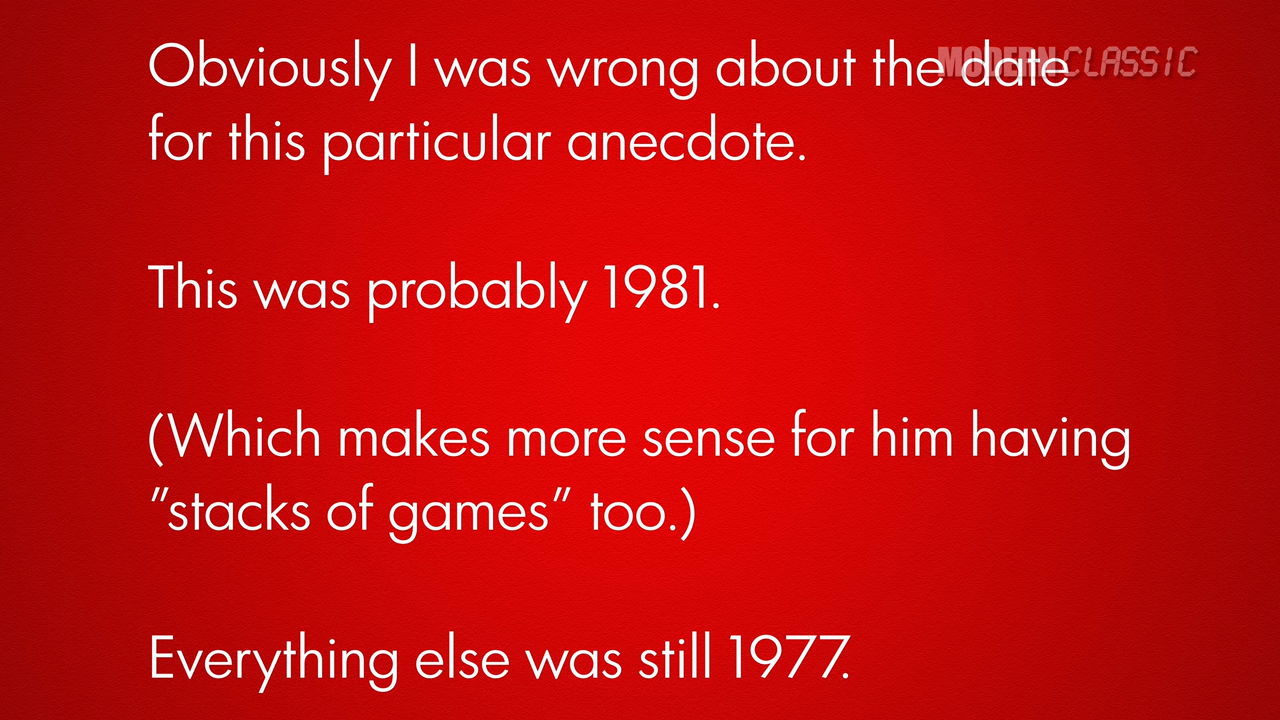 MODERN CLASSIC
Obviously I was wrong about the date
for this particular anecdote.
This was probably 1981.
(Which makes more sense for him having
"stacks of games" too.)
Everything else was still 1977.